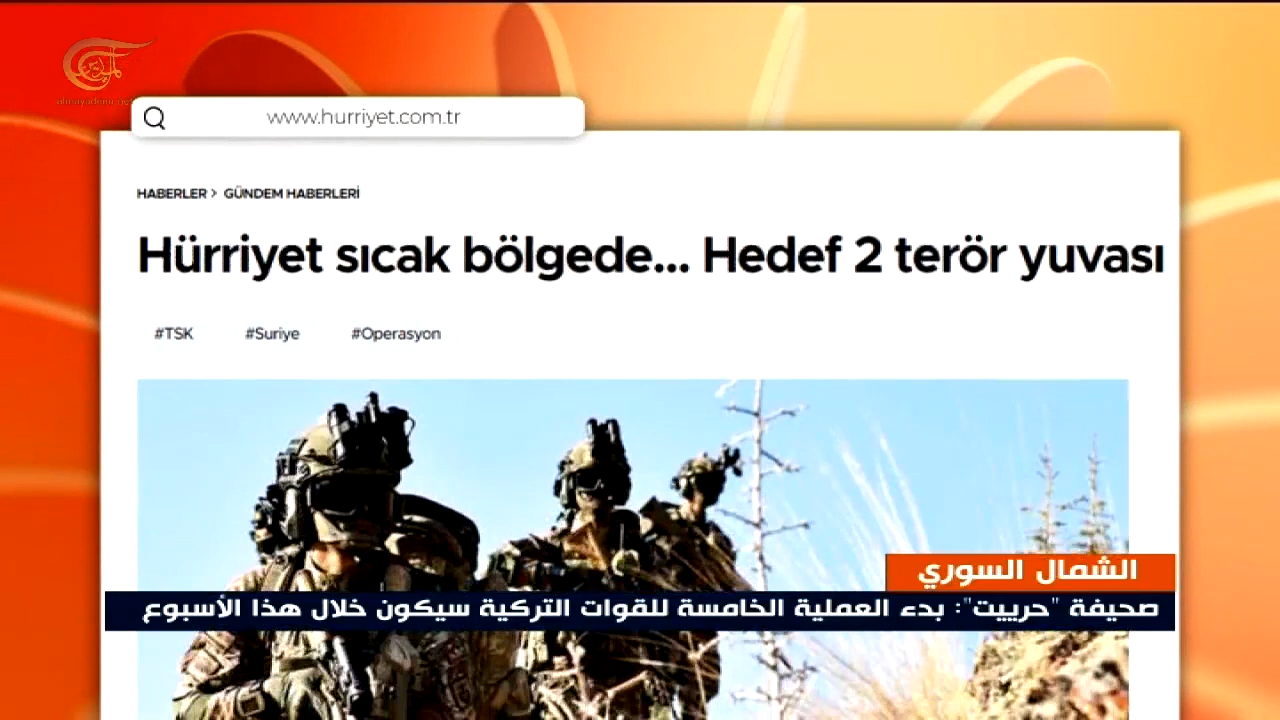 الميادين
www.hurriyet.com.tr
HABERLER > GÜNDEM HABERLERİ
Hürriyet sıcak bölgede... Hedef 2 terör yuvası
#TSK #Suriye #Operasyon
الشمال السوري
صحيفة "حرييت": بدء العملية الخامسة للقوات التركية سيكون خلال هذا الأسبوع